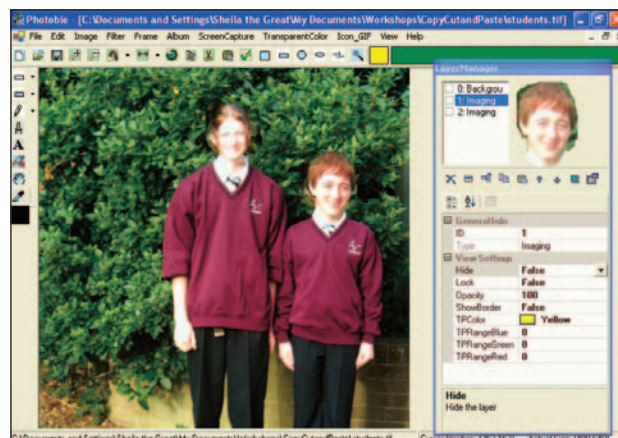 Photobie - [C:\Documents and Settings\Sheila the Great\My Documents\Workshops\CopyCutandPaste\students.tif]
File Edit Image Filter Frame Album ScreenCapture TransparentColor Icon_GIF View Help
LayerManager
0: Backgrou
1: Imaging
2: Imaging
A
General Info
ID 1
Type Imaging
View Settings
Hide False
Lock False
Opacity 100
ShowBorder False
TPColor Yellow
TPRangeBlue 0
TPRangeGreen 0
TPRangeRed 0
Hide
Hide the layer